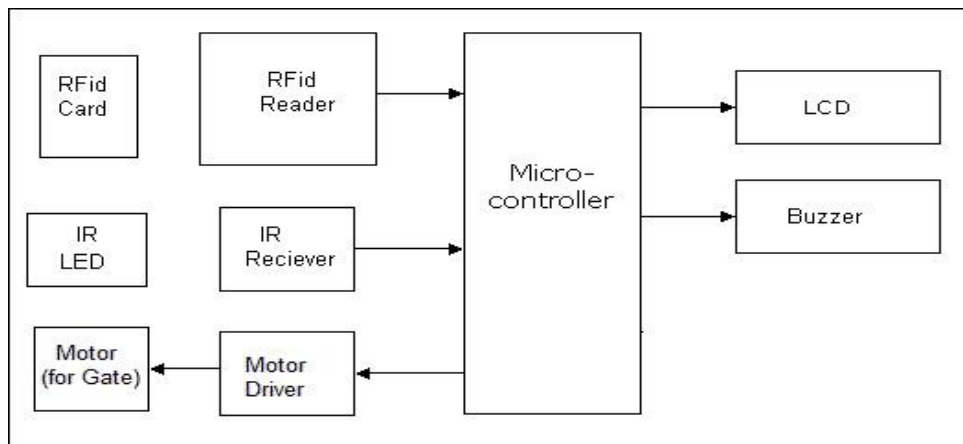 RFid
Card
RFid
Reader
Micro-
controller
LCD
Buzzer
IR
LED
IR
Reciever
Motor
(for Gate)
Motor
Driver